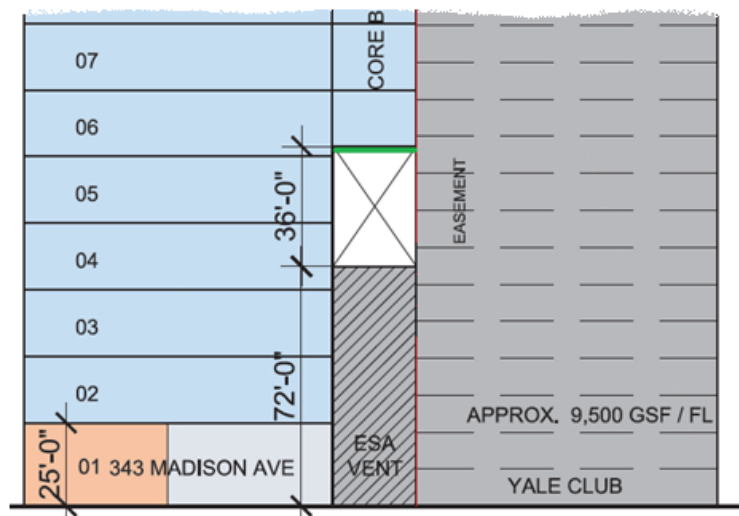 07
CORE B
06
05
36'-0"
EASEMENT
04
03
02
72'-0"
APPROX. 9,500 GSF / FL
25'-0"
01 343 MADISON AVE
ESA
VENT
YALE CLUB